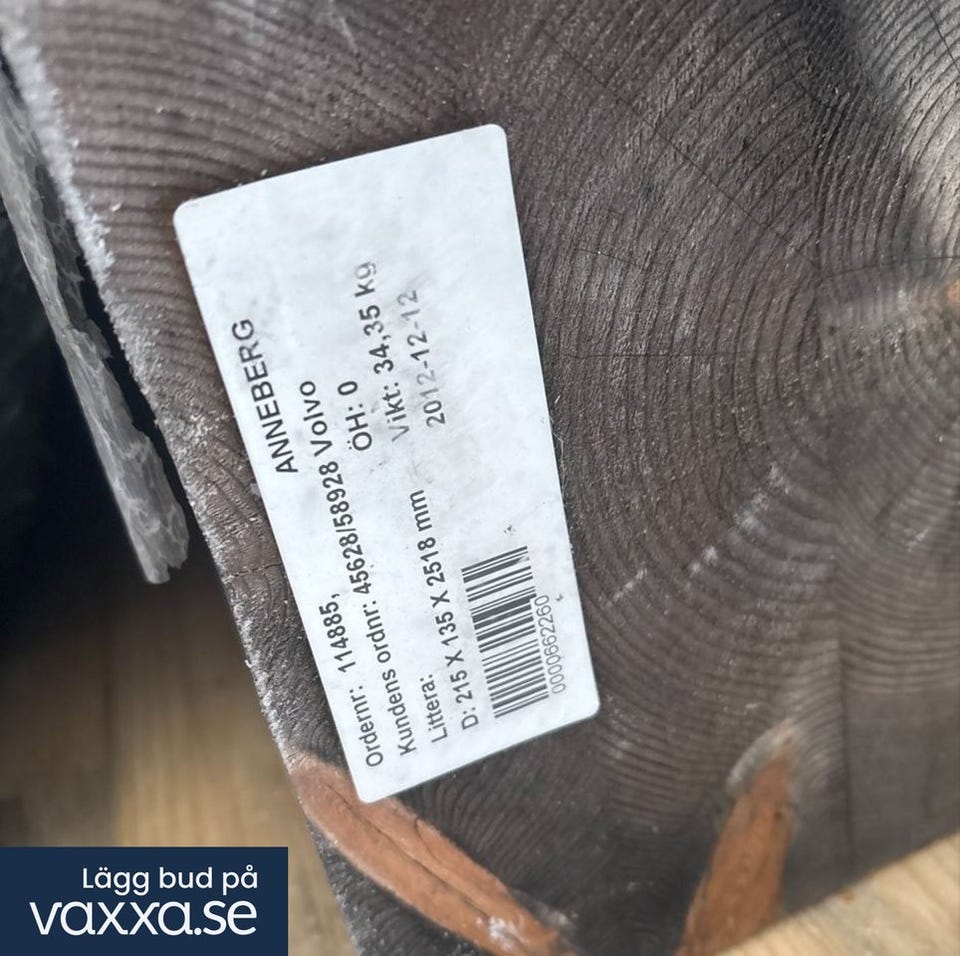 ANNEBERG
Ordernr: 114885,
Kundens ordnr: 45628/58928 Volvo
Littera: ÖH: 0
D: 215 X 135 X 2518 mm Vikt: 34,35 kg
2012-12-12
0000662260
Lägg bud på
vaxxa.se